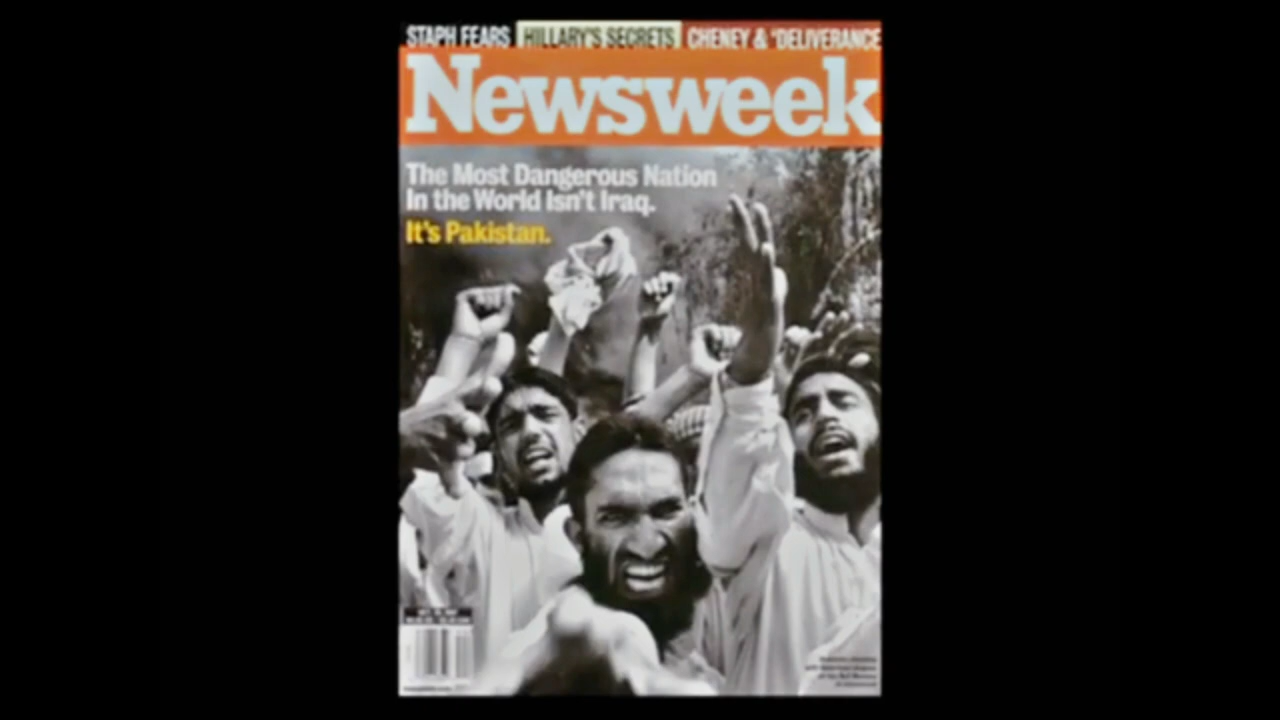 STAPH FEARS HILLARY'S SECRETS CHENEY & 'DELIVERANCE
Newsweek
The Most Dangerous Nation
In the World Isn't Iraq.
It's Pakistan.